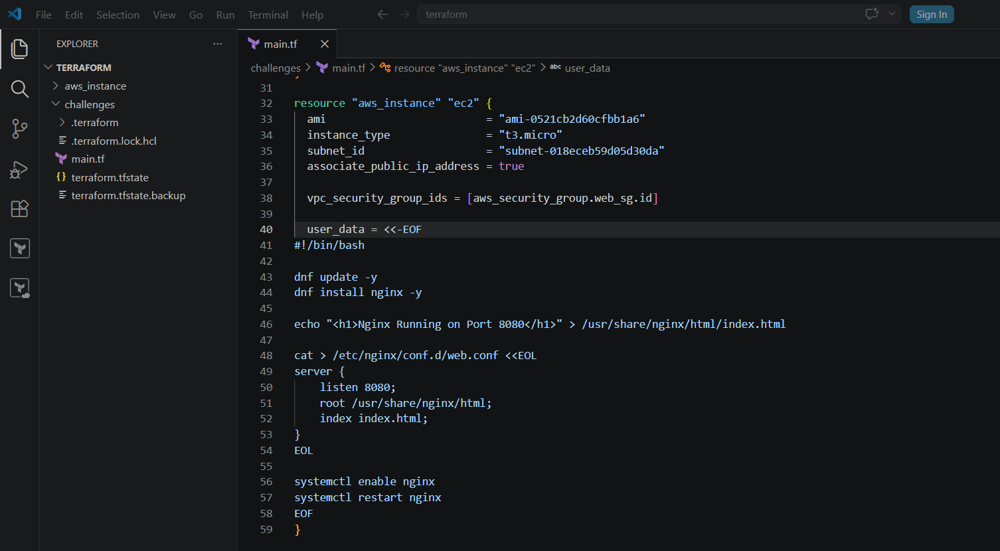 File Edit Selection View Go Run Terminal Help
terraform
Sign In
EXPLORER
TERRAFORM
aws_instance
challenges
.terraform
.terraform.lock.hcl
main.tf
terraform.tfstate
terraform.tfstate.backup
main.tf
challenges > main.tf > resource "aws_instance" "ec2" > abc user_data
31
32 resource "aws_instance" "ec2" {
33   ami                         = "ami-0521cb2d60cfbb1a6"
34   instance_type               = "t3.micro"
35   subnet_id                   = "subnet-018eceb59d05d30da"
36   associate_public_ip_address = true
37
38   vpc_security_group_ids = [aws_security_group.web_sg.id]
39
40   user_data = <<-EOF
41 #!/bin/bash
42
43 dnf update -y
44 dnf install nginx -y
45
46 echo "<h1>Nginx Running on Port 8080</h1>" > /usr/share/nginx/html/index.html
47
48 cat > /etc/nginx/conf.d/web.conf <<EOL
49 server {
50     listen 8080;
51     root /usr/share/nginx/html;
52     index index.html;
53 }
54 EOL
55
56 systemctl enable nginx
57 systemctl restart nginx
58 EOF
59 }